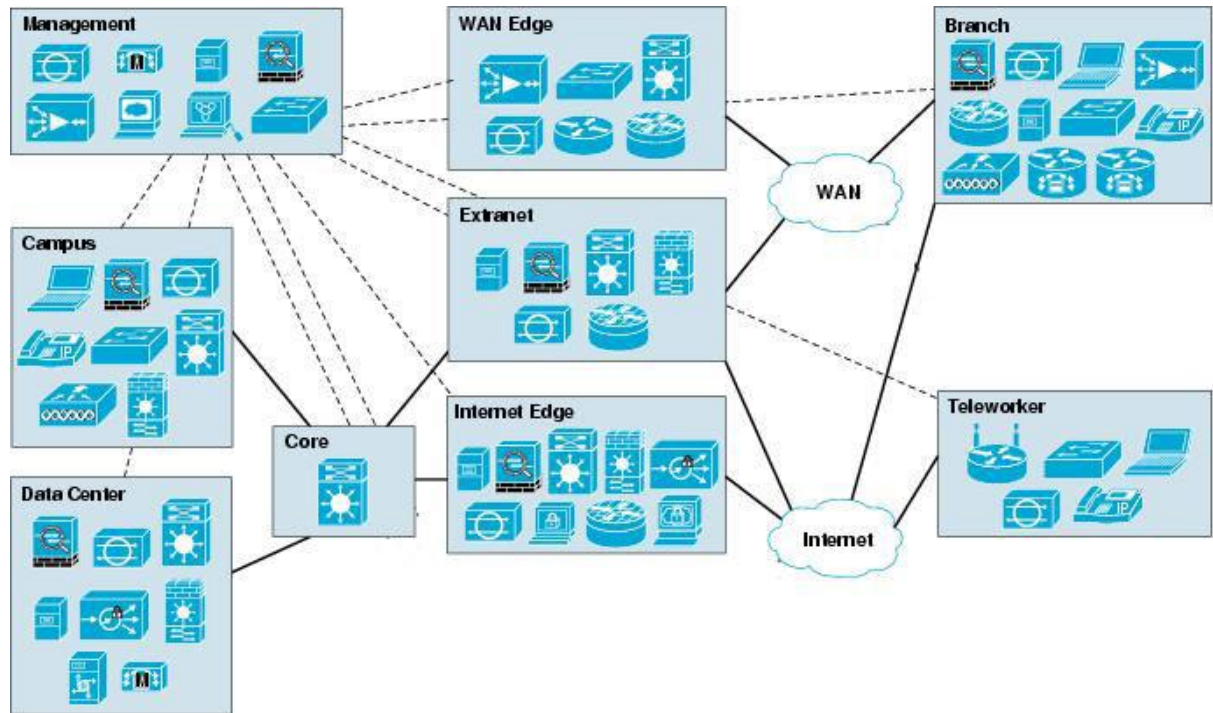 Management
WAN Edge
Branch
IP
WAN
Extranet
Campus
IP
Internet Edge
Core
Teleworker
IP
Data Center
Internet